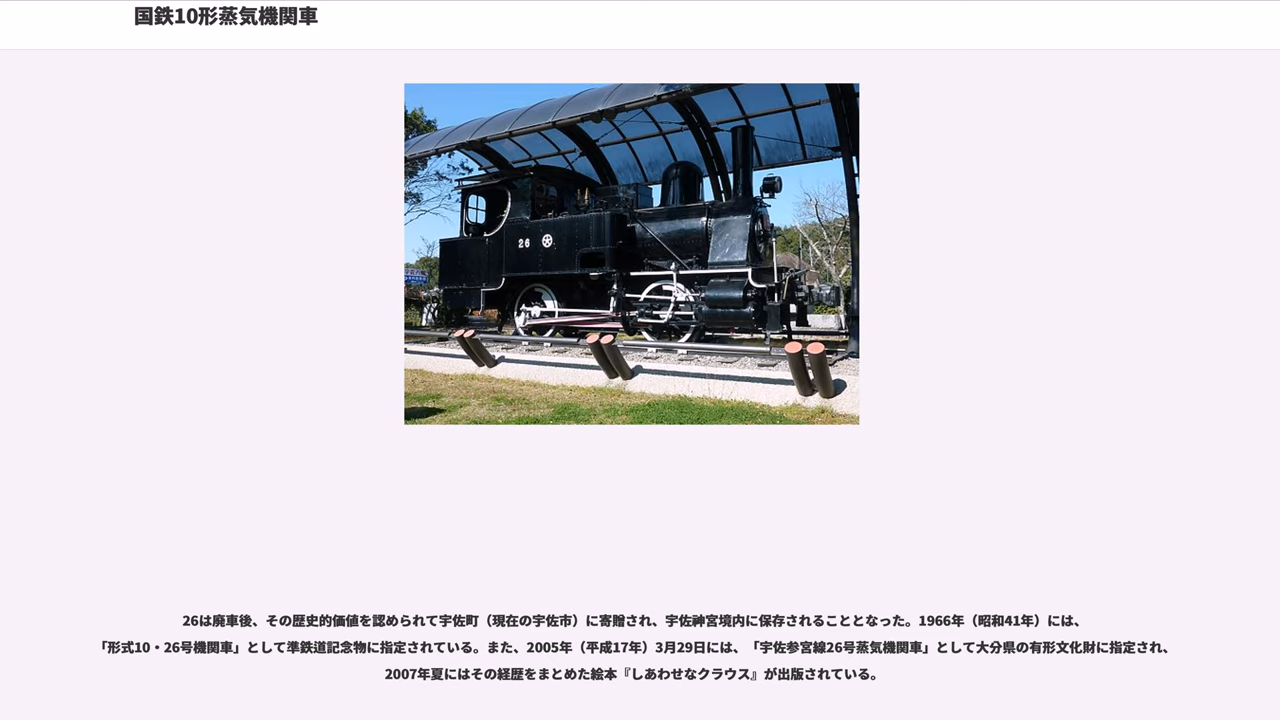 国鉄10形蒸気機関車
26
26は廃車後、その歴史的価値を認められて宇佐町（現在の宇佐市）に寄贈され、宇佐神宮境内に保存されることとなった。1966年（昭和41年）には、
「形式10・26号機関車」として準鉄道記念物に指定されている。また、2005年（平成17年）3月29日には、「宇佐参宮線26号蒸気機関車」として大分県の有形文化財に指定され、
2007年夏にはその経歴をまとめた絵本『しあわせなクラウス』が出版されている。